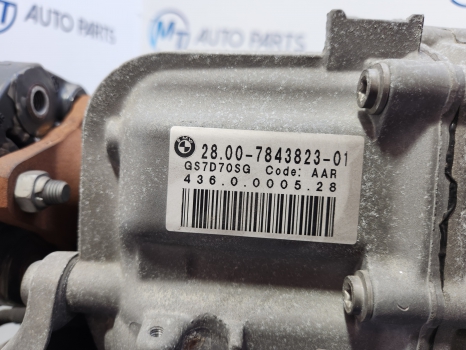 MT AUTO PARTS
MT AUTO PARTS
28.00-7843823-01
GS7D70SG Code: AAR
436.0.0005.28